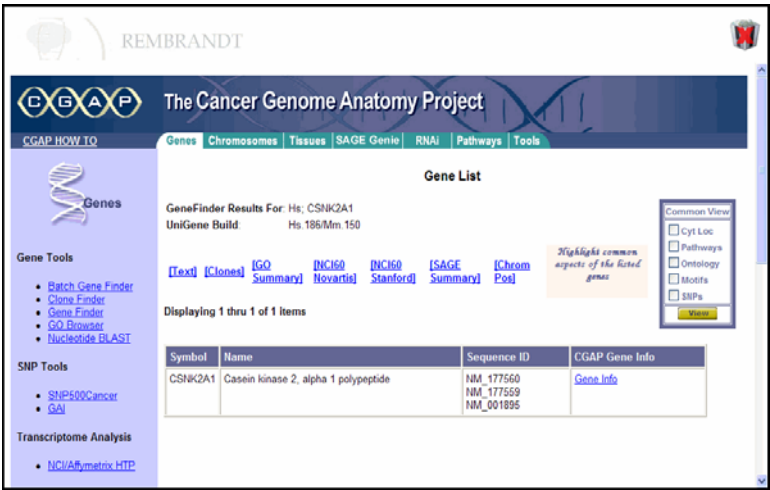 REMBRANDT
CGAP
The Cancer Genome Anatomy Project
CGAP HOW TO
Genes Chromosomes Tissues SAGE Genie RNAi Pathways Tools
Genes
Gene List
GeneFinder Results For: Hs; CSNK2A1
UniGene Build: Hs.186/Mm.150
Common View
Cyt Loc
Pathways
Ontology
Motifs
SNPs
View
Highlight common
aspects of the listed
genes
[Text] [Clones] [GO Summary] [NCI60 Novartis] [NCI60 Stanford] [SAGE Summary] [Chrom Pos]
Displaying 1 thru 1 of 1 items
Gene Tools
Batch Gene Finder
Clone Finder
Gene Finder
GO Browser
Nucleotide BLAST
SNP Tools
SNP500Cancer
GAI
Transcriptome Analysis
NCI/Affymetrix HTP
Symbol Name Sequence ID CGAP Gene Info
CSNK2A1 Casein kinase 2, alpha 1 polypeptide NM_177560 Gene Info
NM_177559
NM_001895